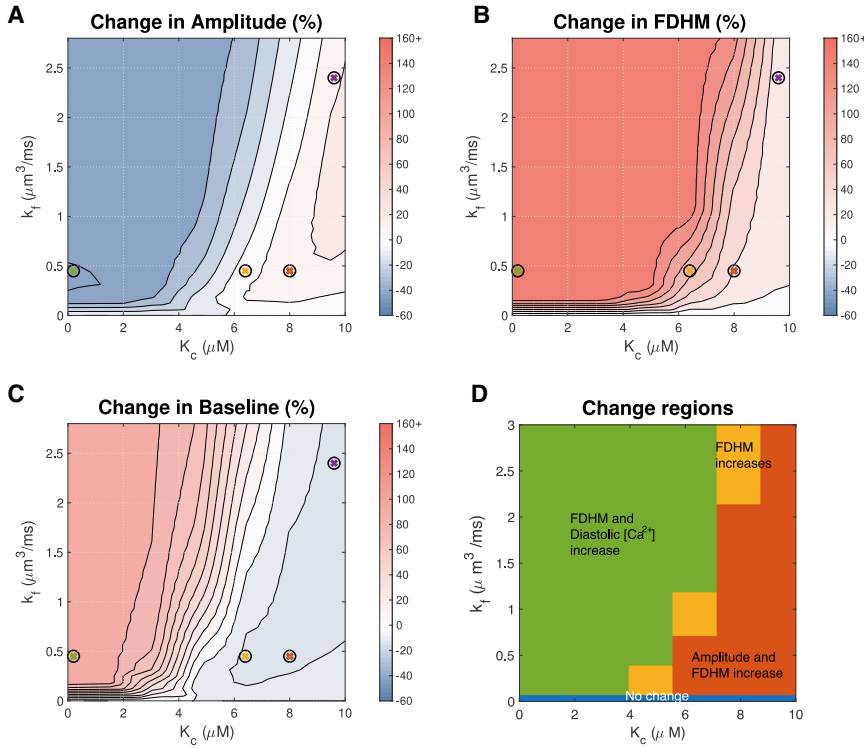 A
Change in Amplitude (%)
2.5
2
1.5
1
0.5
0
k_f (μm³/ms)
0 2 4 6 8 10
K_c (μM)
160+
140
120
100
80
60
40
20
0
-20
-40
-60
B
Change in FDHM (%)
2.5
2
1.5
1
0.5
0
k_f (μm³/ms)
0 2 4 6 8 10
K_c (μM)
160+
140
120
100
80
60
40
20
0
-20
-40
-60
C
Change in Baseline (%)
2.5
2
1.5
1
0.5
0
k_f (μm³/ms)
0 2 4 6 8 10
K_c (μM)
160+
140
120
100
80
60
40
20
0
-20
-40
-60
D
Change regions
3
2.5
2
1.5
1
0.5
0
k_f (μ m³ /ms)
FDHM
increases
FDHM and
Diastolic [Ca²⁺]
increase
Amplitude and
FDHM increase
No change
0 2 4 6 8 10
K_c (μ M)